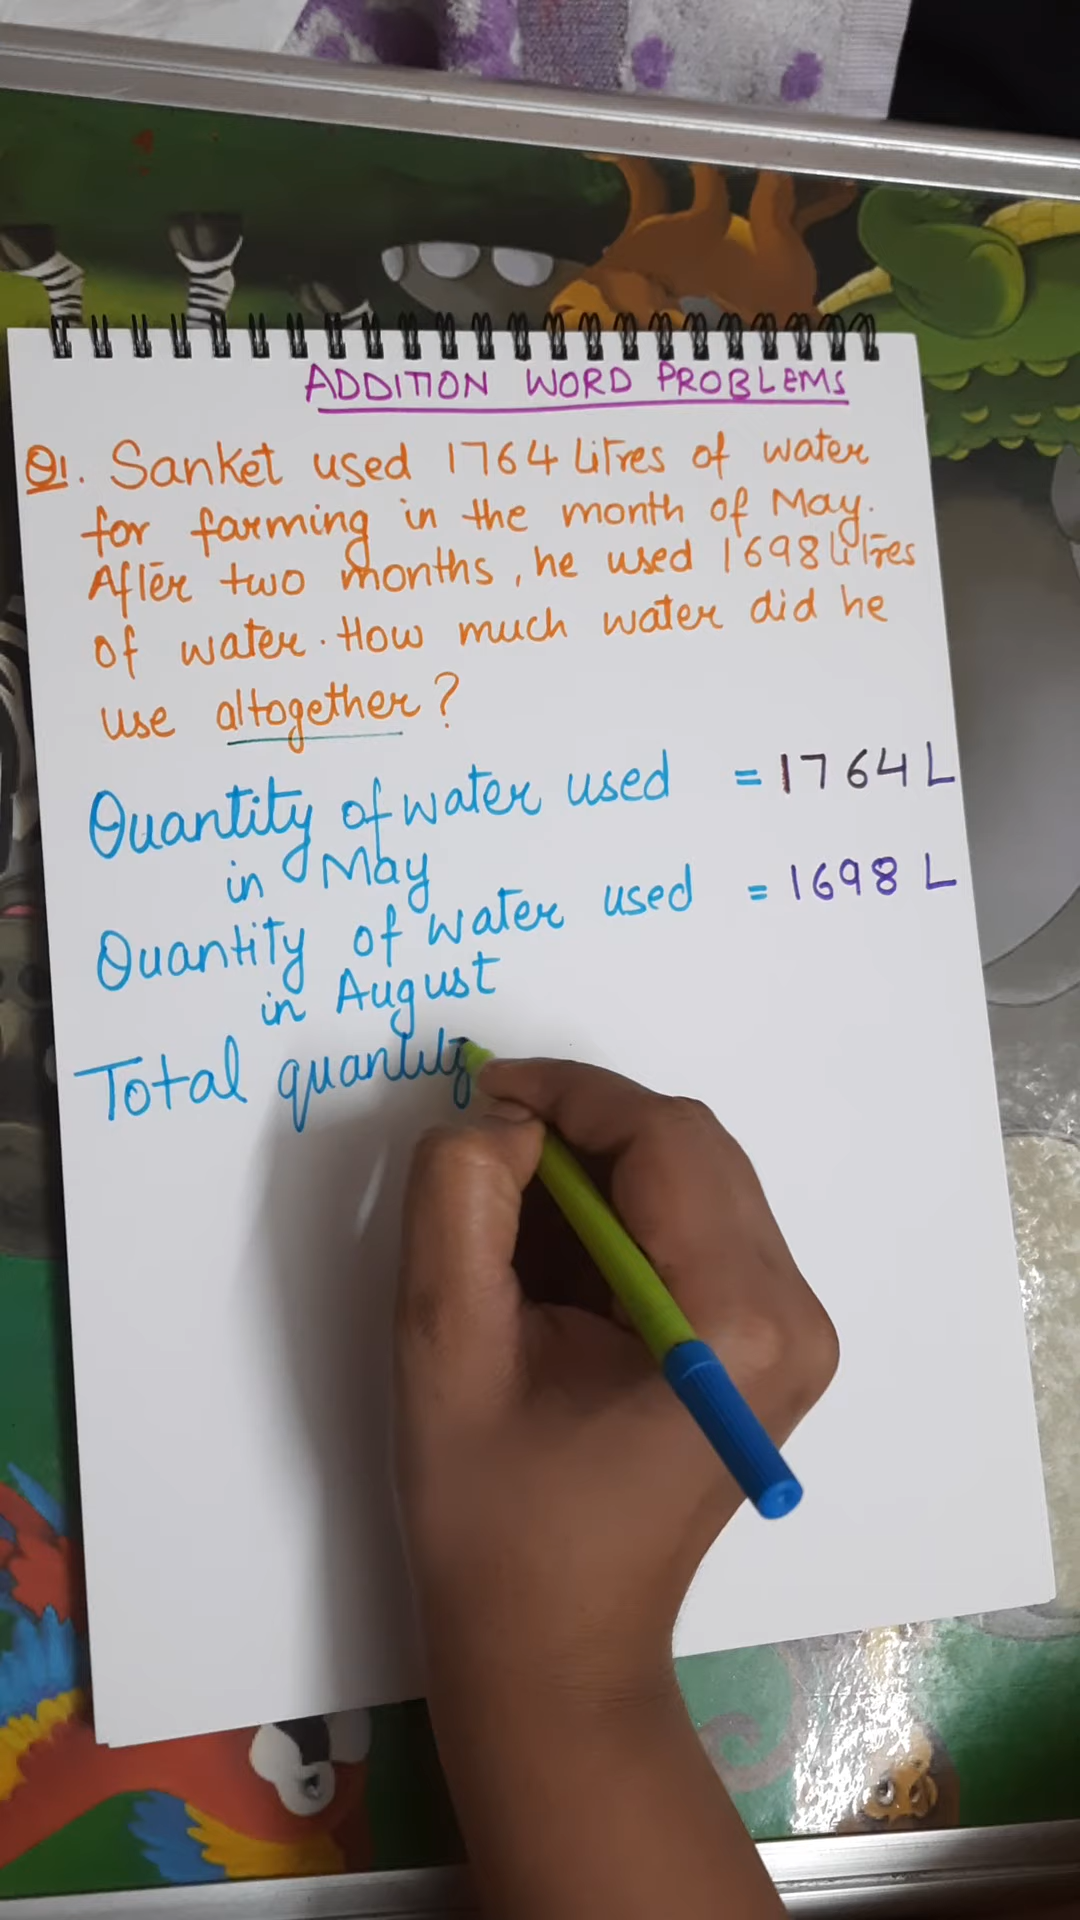 ADDITION WORD PROBLEMS
Q1. Sanket used 1764 Litres of water
for farming in the month of May.
After two months, he used 1698 Litres
of water. How much water did he
use altogether?
Quantity of water used = 1764 L
in May
Quantity of water used = 1698 L
in August
Total quantity